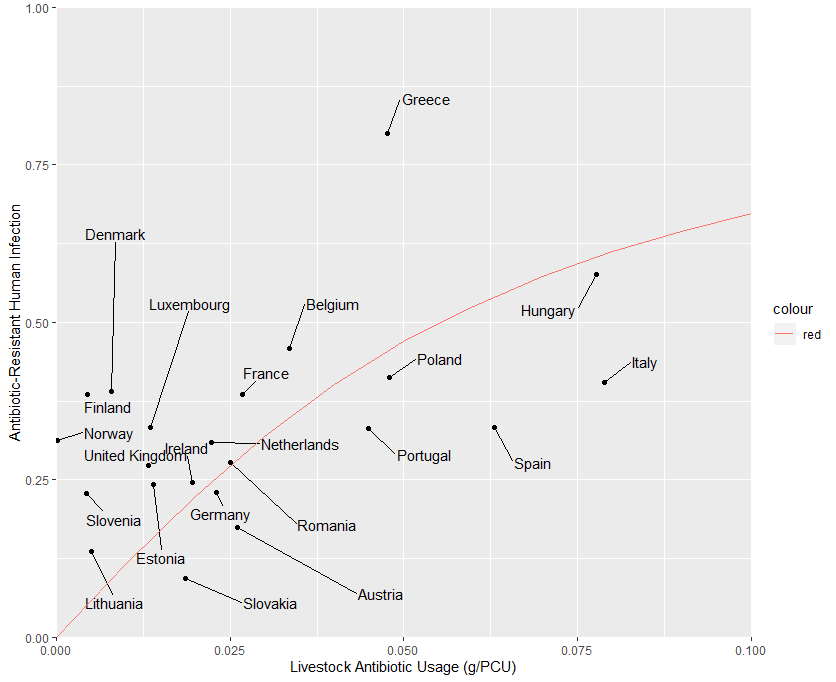 1.00
Greece
0.75
Denmark
Luxembourg
Belgium
Hungary
colour
red
0.50
Poland
Italy
France
Finland
Norway
Ireland
Netherlands
United Kingdom
Portugal
Spain
0.25
Slovenia
Germany
Romania
Estonia
Lithuania
Slovakia
Austria
0.00
0.000
0.025
0.050
0.075
0.100
Livestock Antibiotic Usage (g/PCU)
Antibiotic-Resistant Human Infection